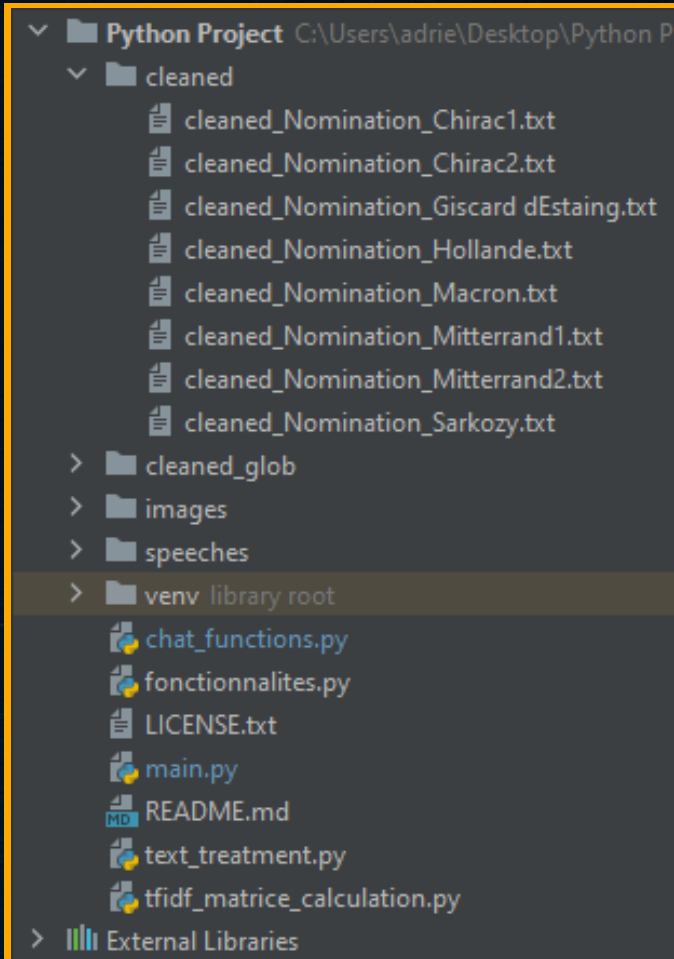 Python Project C:\Users\adrie\Desktop\Python P
cleaned
cleaned_Nomination_Chirac1.txt
cleaned_Nomination_Chirac2.txt
cleaned_Nomination_Giscard dEstaing.txt
cleaned_Nomination_Hollande.txt
cleaned_Nomination_Macron.txt
cleaned_Nomination_Mitterrand1.txt
cleaned_Nomination_Mitterrand2.txt
cleaned_Nomination_Sarkozy.txt
cleaned_glob
images
speeches
venv library root
chat_functions.py
fonctionnalites.py
LICENSE.txt
main.py
MD README.md
text_treatment.py
tfidf_matrice_calculation.py
External Libraries